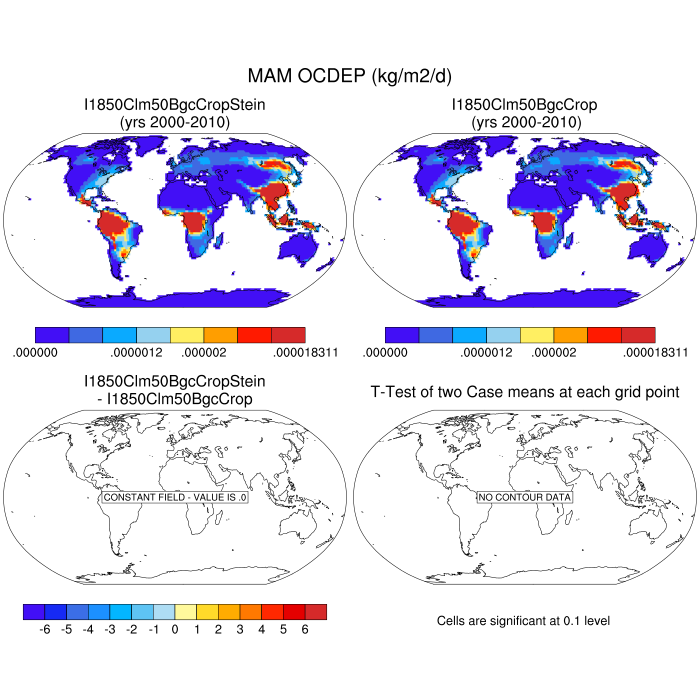 MAM OCDEP (kg/m2/d)
I1850Clm50BgcCropStein
(yrs 2000-2010)
I1850Clm50BgcCrop
(yrs 2000-2010)
.000000 .0000012 .000002 .000018311
.000000 .0000012 .000002 .000018311
I1850Clm50BgcCropStein
- I1850Clm50BgcCrop
T-Test of two Case means at each grid point
CONSTANT FIELD - VALUE IS .0
NO CONTOUR DATA
-6 -5 -4 -3 -2 -1 0 1 2 3 4 5 6
Cells are significant at 0.1 level